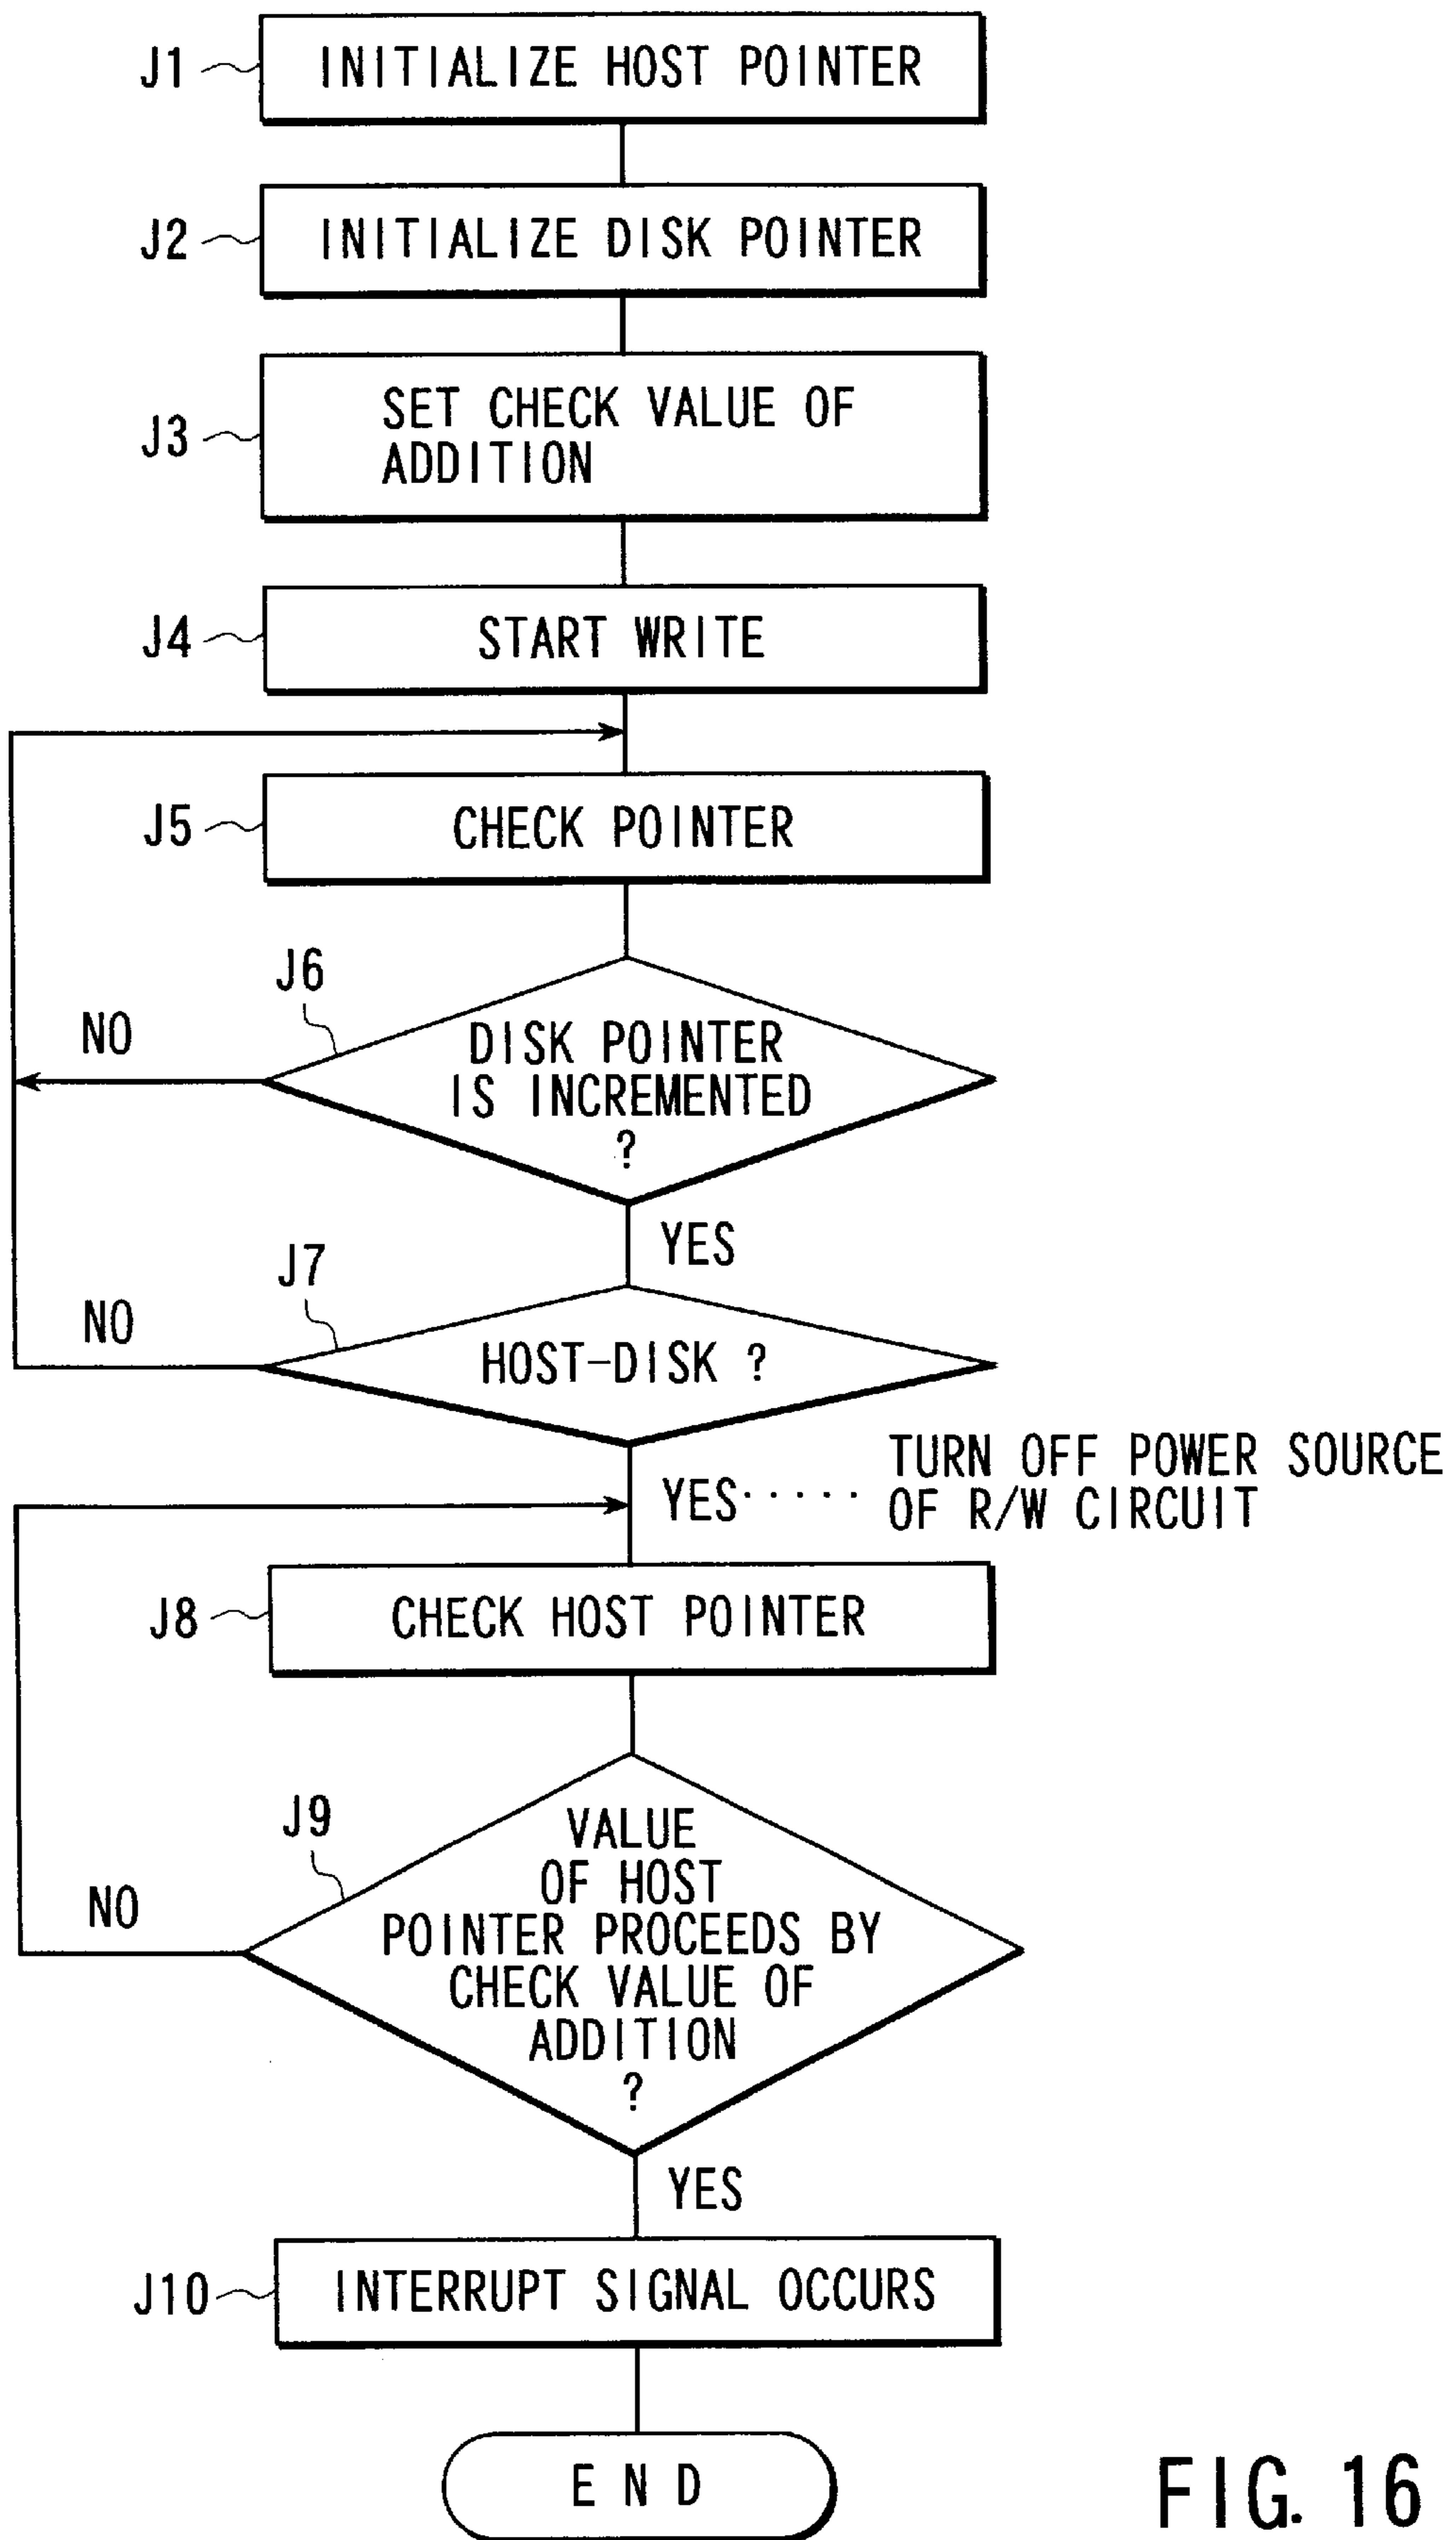 J1 INITIALIZE HOST POINTER
J2 INITIALIZE DISK POINTER
J3 SET CHECK VALUE OF
ADDITION
J4 START WRITE
J5 CHECK POINTER
J6
NO
DISK POINTER
IS INCREMENTED
?
YES
J7
NO
HOST-DISK ?
YES ····· TURN OFF POWER SOURCE
OF R/W CIRCUIT
J8 CHECK HOST POINTER
J9
NO
VALUE
OF HOST
POINTER PROCEEDS BY
CHECK VALUE OF
ADDITION
?
YES
J10 INTERRUPT SIGNAL OCCURS
END
FIG. 16